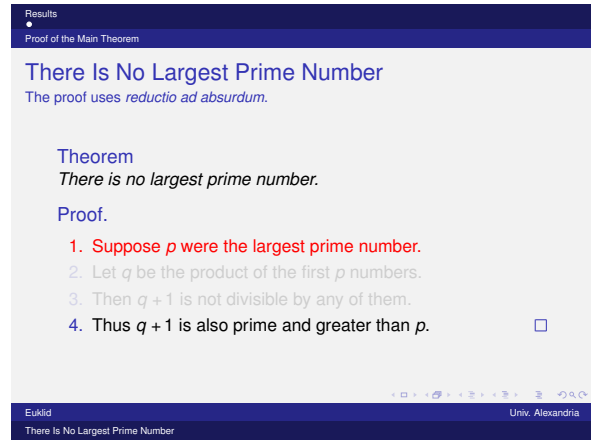 Results
Proof of the Main Theorem
There Is No Largest Prime Number
The proof uses reductio ad absurdum.
Theorem
There is no largest prime number.
Proof.
1. Suppose p were the largest prime number.
2. Let q be the product of the first p numbers.
3. Then q + 1 is not divisible by any of them.
4. Thus q + 1 is also prime and greater than p.
Euklid Univ. Alexandria
There Is No Largest Prime Number